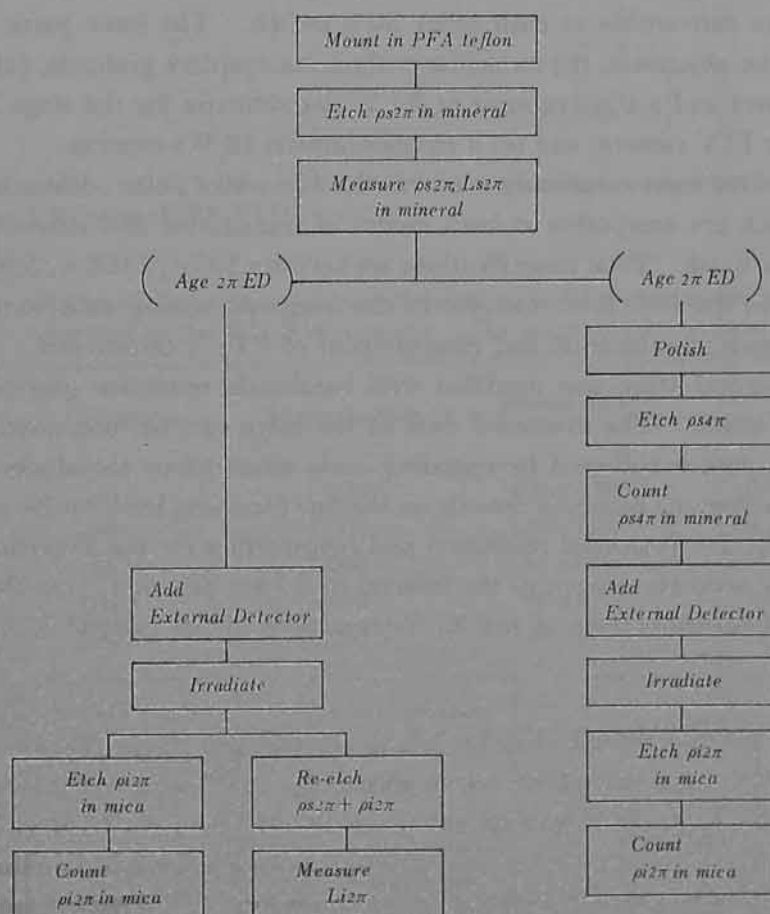 Mount in PFA teflon
Etch ρs2π in mineral
Measure ρs2π, Ls2π
in mineral
( Age 2π ED )
( Age 2π ED )
Polish
Etch ρs4π
Count
ρs4π in mineral
Add
External Detector
Add
External Detector
Irradiate
Irradiate
Etch ρi2π
in mica
Re-etch
ρs2π + ρi2π
Etch ρi2π
in mica
Count
ρi2π in mica
Measure
Li2π
Count
ρi2π in mica